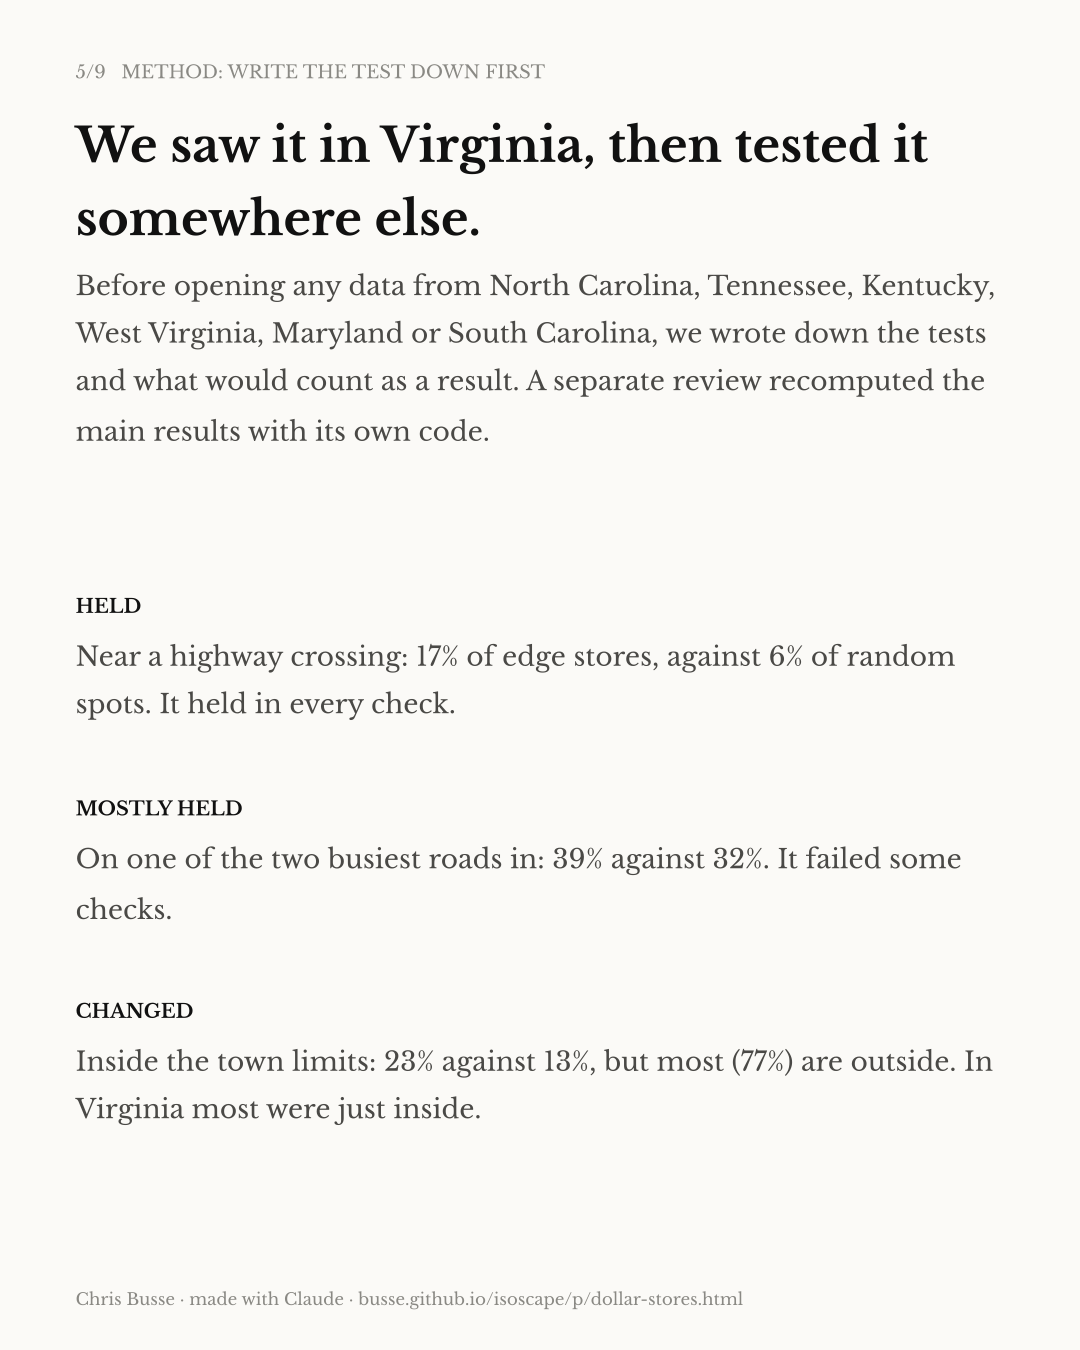 5/9 METHOD: WRITE THE TEST DOWN FIRST
We saw it in Virginia, then tested it
somewhere else.
Before opening any data from North Carolina, Tennessee, Kentucky,
West Virginia, Maryland or South Carolina, we wrote down the tests
and what would count as a result. A separate review recomputed the
main results with its own code.
HELD
Near a highway crossing: 17% of edge stores, against 6% of random
spots. It held in every check.
MOSTLY HELD
On one of the two busiest roads in: 39% against 32%. It failed some
checks.
CHANGED
Inside the town limits: 23% against 13%, but most (77%) are outside. In
Virginia most were just inside.
Chris Busse · made with Claude · busse.github.io/isoscape/p/dollar-stores.html